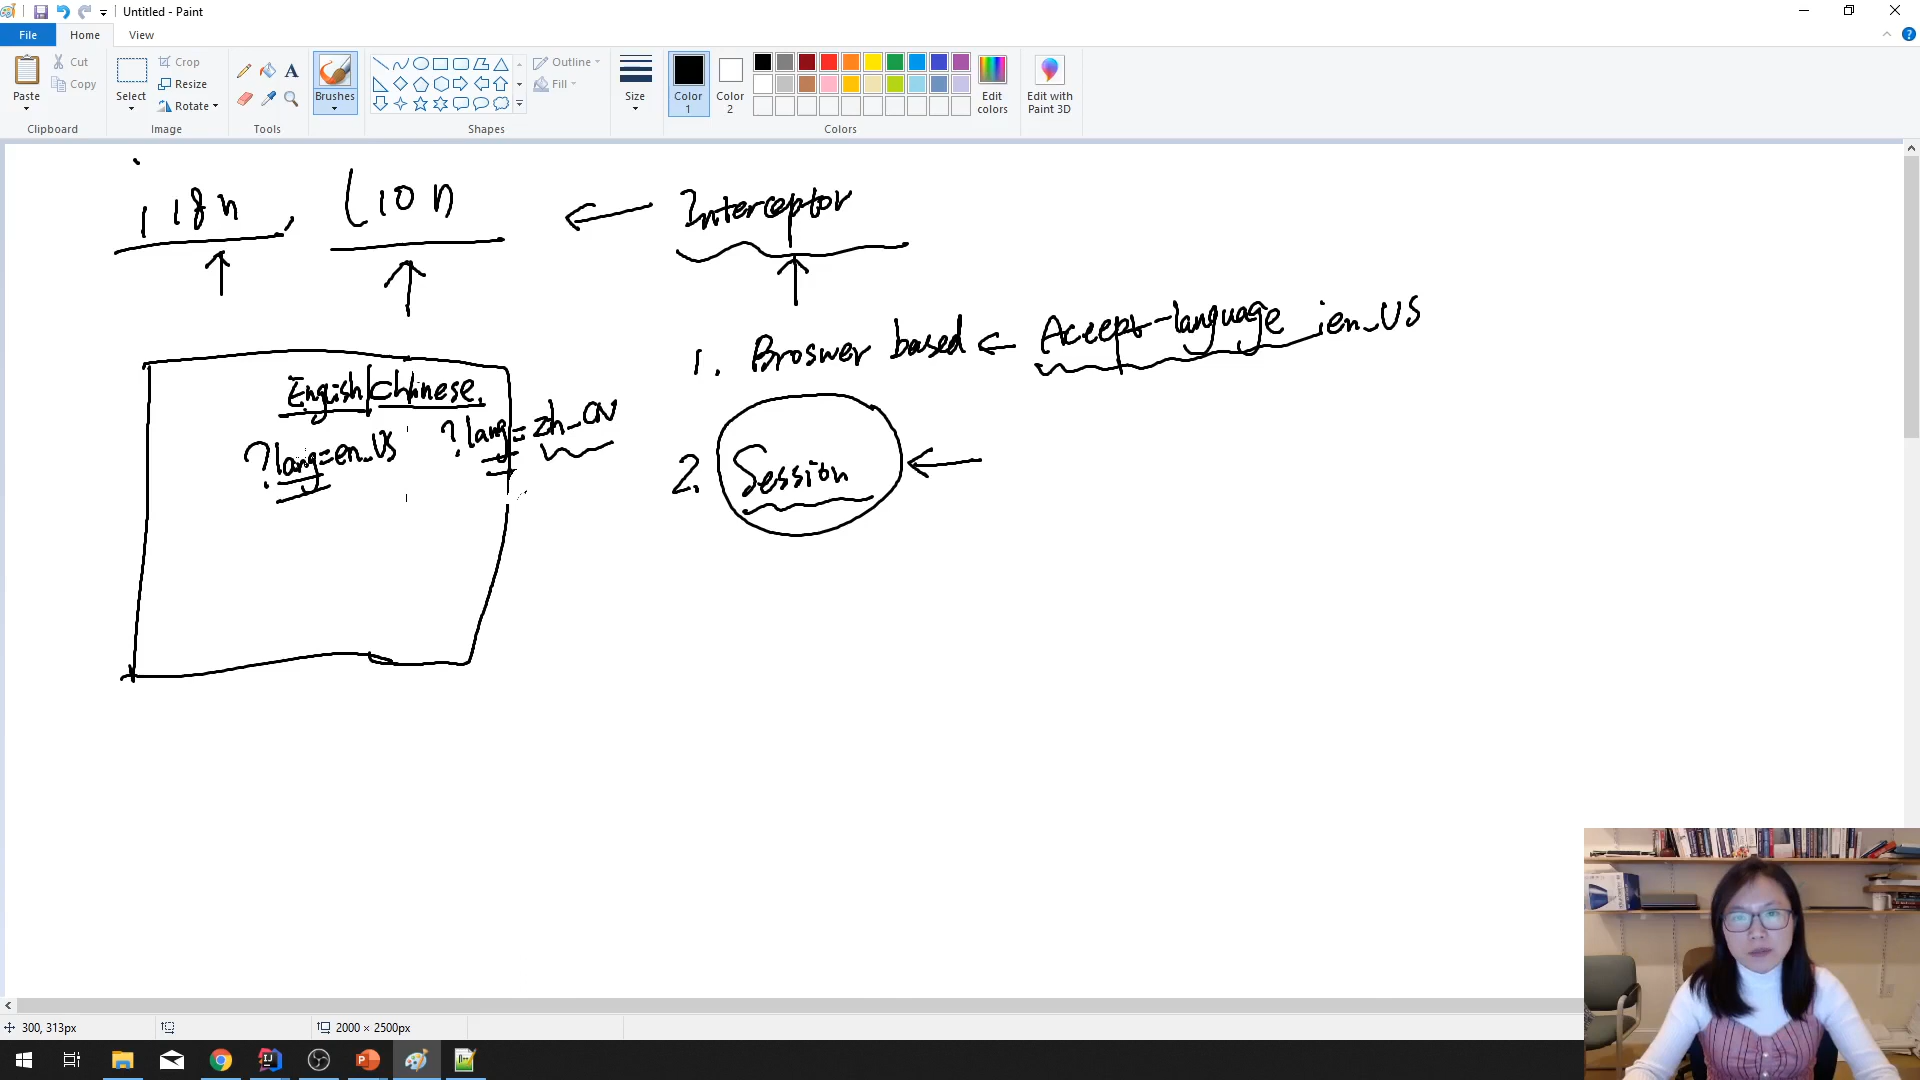 Untitled - Paint
File Home View
Paste
Cut
Copy
Clipboard
Select
Crop
Resize
Rotate
Image
Tools
Brushes
Shapes
Outline
Fill
Size
Color 1
Color 2
Colors
Edit colors
Edit with Paint 3D
i18n, L10n ← Interceptor
1. Broswer based ← Accept-language :en_US
English|Chinese.
?lang=en_US ?lang=zh_CN
2. Session ←
300, 313px
2000 × 2500px